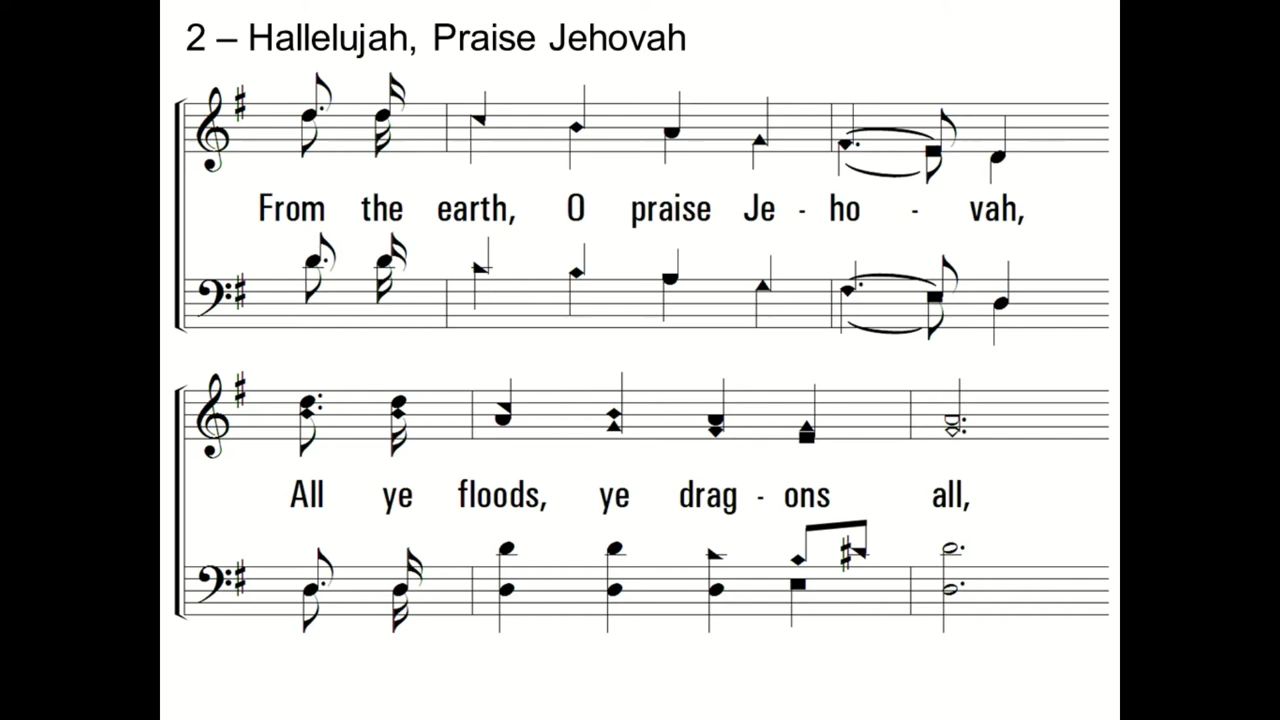 2 – Hallelujah, Praise Jehovah
From the earth, O praise Je - ho - vah,
All ye floods, ye drag - ons all,